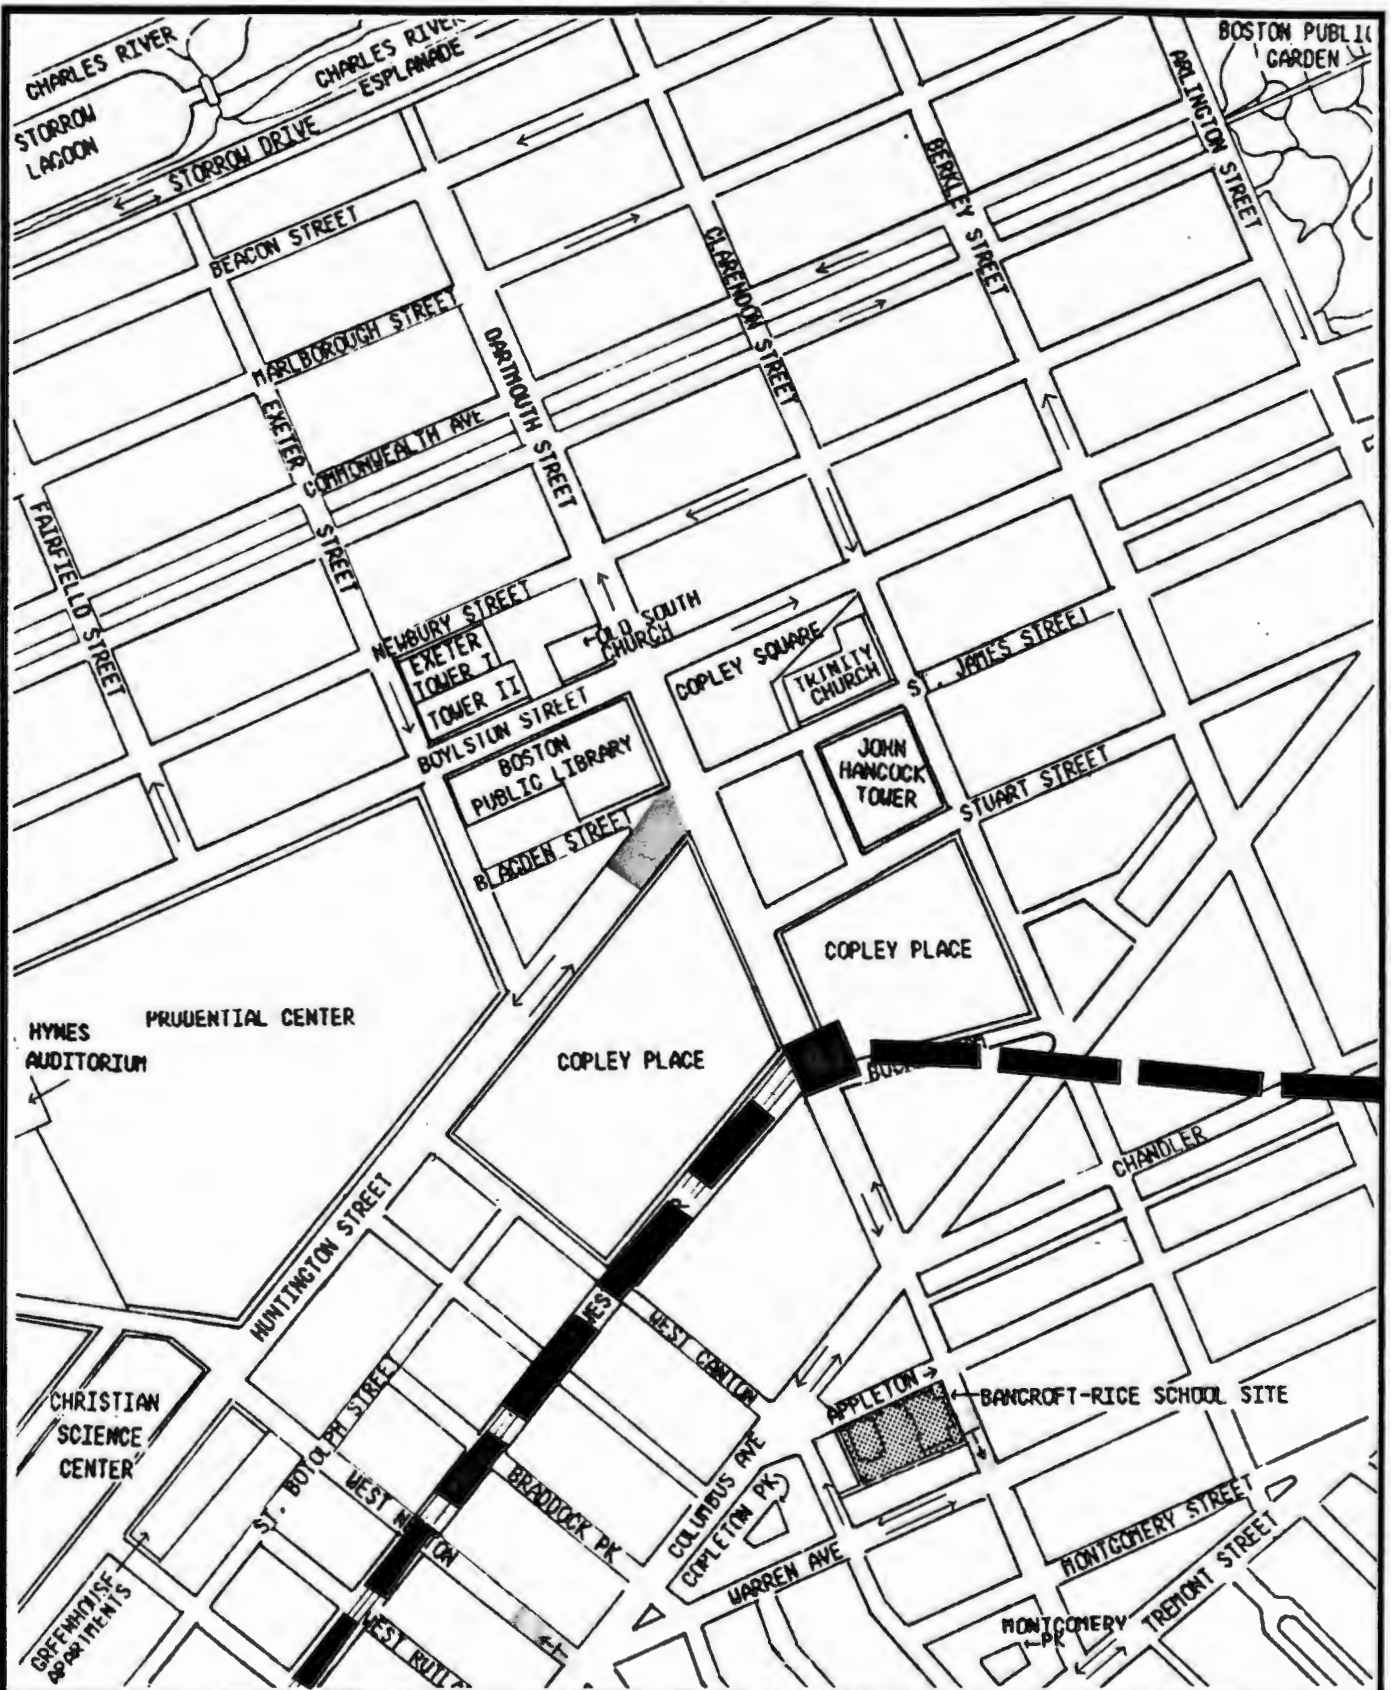 CHARLES RIVER
CHARLES RIVER
ESPLANADE
BOSTON PUBLIC
GARDEN
STORROW
LAGOON
STORROW DRIVE
ARLINGTON STREET
BERKLEY STREET
BEACON STREET
CLARENDON STREET
MARLBOROUGH STREET
DARTMOUTH STREET
EXETER STREET
COMMONWEALTH AVE
FAIRFIELD STREET
NEWBURY STREET
OLD SOUTH
CHURCH
EXETER
TOWER I
TOWER II
COPLEY SQUARE
TRINITY
CHURCH
ST. JAMES STREET
BOYLSTON STREET
BOSTON
PUBLIC LIBRARY
JOHN
HANCOCK
TOWER
STUART STREET
BLAGDEN STREET
COPLEY PLACE
PRUDENTIAL CENTER
HYNES
AUDITORIUM
COPLEY PLACE
CHANDLER
HUNTINGTON STREET
WEST CANTON
APPLETON
BANCROFT-RICE SCHOOL SITE
CHRISTIAN
SCIENCE
CENTER
ST. BOTOLPH STREET
WEST NEWTON
BRADDOCK PK
COLUMBUS AVE
COPLETON PK
WARREN AVE
MONTGOMERY STREET
TREMONT STREET
MONTGOMERY
PK
GREENHOUSE
APARTMENTS
WEST RUTLA